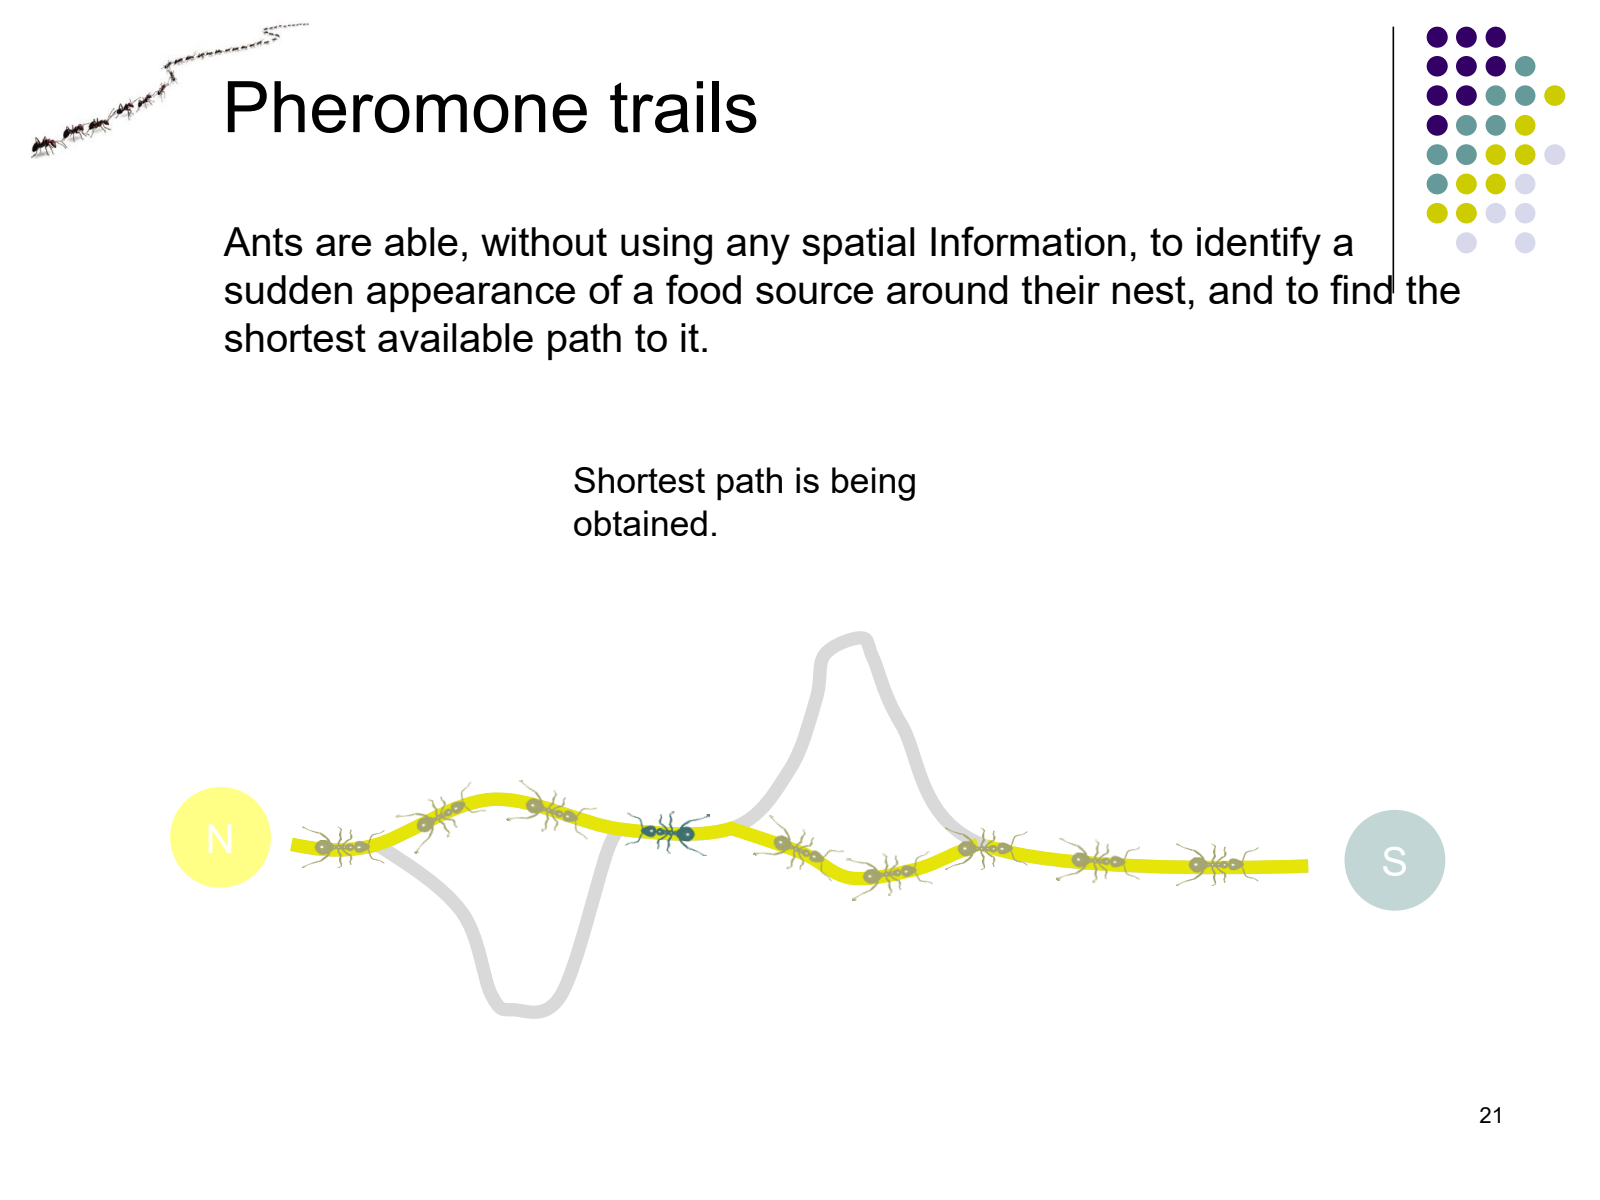 Pheromone trails
Ants are able, without using any spatial Information, to identify a
sudden appearance of a food source around their nest, and to find the
shortest available path to it.
Shortest path is being
obtained.
N
S
21